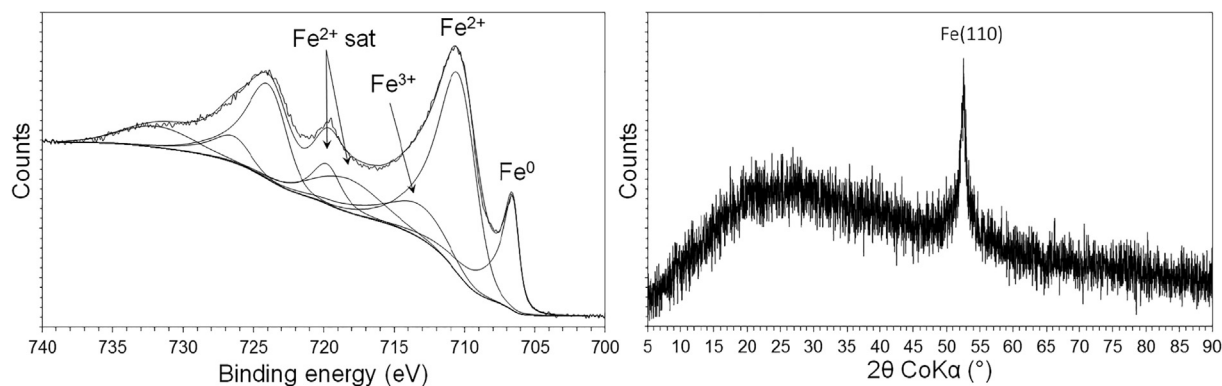 Counts
Fe²⁺ sat
Fe²⁺
Fe³⁺
Fe⁰
740 735 730 725 720 715 710 705 700
Binding energy (eV)
Counts
Fe(110)
5 10 15 20 25 30 35 40 45 50 55 60 65 70 75 80 85 90
2θ CoKα (°)